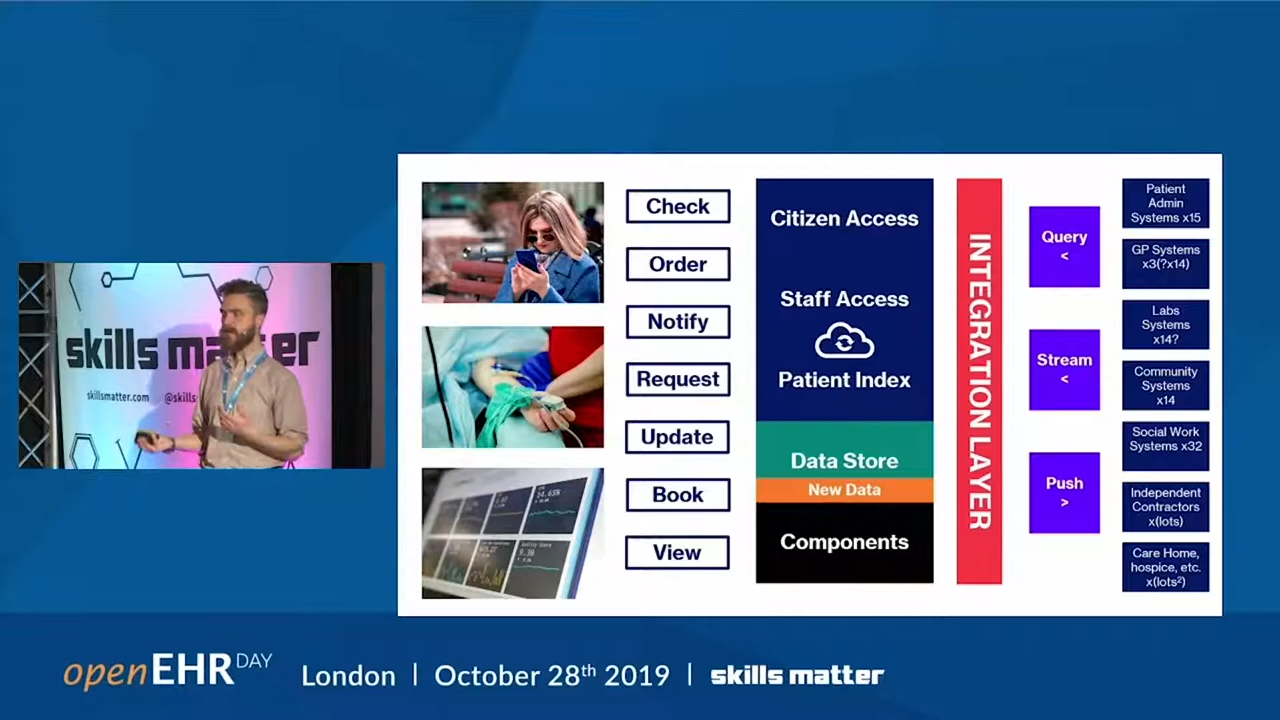 skills matter
skillsmatter.com @skills
Check
Order
Notify
Request
Update
Book
View
Citizen Access
Staff Access
Patient Index
Data Store
New Data
Components
INTEGRATION LAYER
Query
<
Stream
<
Push
>
Patient
Admin
Systems x15
GP Systems
x3(?x14)
Labs
Systems
x14?
Community
Systems
x14
Social Work
Systems x32
Independent
Contractors
x(lots)
Care Home,
hospice, etc.
x(lots²)
openEHR DAY London | October 28th 2019 | skills matter